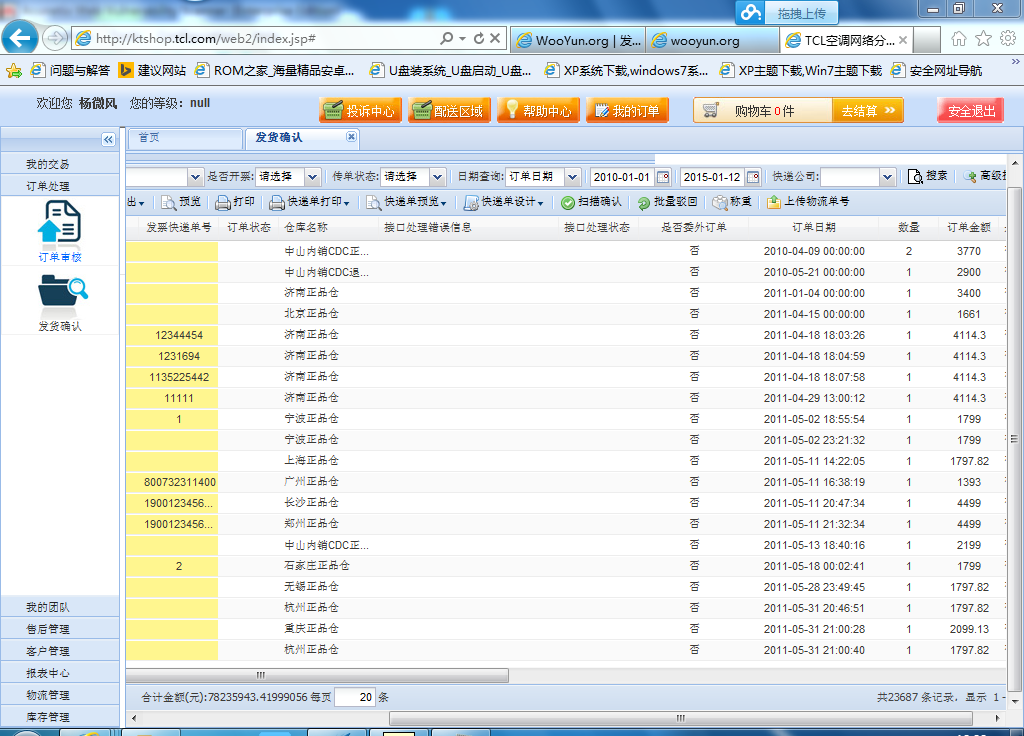 拖拽上传
http://ktshop.tcl.com/web2/index.jsp#
WooYun.org | 发...
wooyun.org
TCL空调网络分...
问题与解答 建议网站 ROM之家_海量精品安卓... U盘装系统_U盘启动_U盘... XP系统下载,windows7系... XP主题下载,Win7主题下载 安全网址导航
欢迎您 杨微风 您的等级: null 投诉中心 配送区域 帮助中心 我的订单 购物车 0 件 去结算 安全退出
首页 发货确认
我的交易
订单处理
订单审核
发货确认
我的团队
售后管理
客户管理
报表中心
物流管理
库存管理
是否开票: 请选择 传单状态: 请选择 日期查询: 订单日期 2010-01-01 2015-01-12 快递公司: 搜索 高级
出 预览 打印 快递单打印 快递单预览 快递单设计 扫描确认 批量驳回 称重 上传物流单号
发票快递单号 订单状态 仓库名称 接口处理错误信息 接口处理状态 是否委外订单 订单日期 数量 订单金额
中山内销CDC正... 否 2010-04-09 00:00:00 2 3770
中山内销CDC退... 否 2010-05-21 00:00:00 1 2900
济南正品仓 否 2011-01-04 00:00:00 1 3400
北京正品仓 否 2011-04-15 00:00:00 1 1661
12344454 济南正品仓 否 2011-04-18 18:03:26 1 4114.3
1231694 济南正品仓 否 2011-04-18 18:04:59 1 4114.3
1135225442 济南正品仓 否 2011-04-18 18:07:58 1 4114.3
11111 济南正品仓 否 2011-04-29 13:00:12 1 4114.3
1 宁波正品仓 否 2011-05-02 18:55:54 1 1799
宁波正品仓 否 2011-05-02 23:21:32 1 1799
上海正品仓 否 2011-05-11 14:22:05 1 1797.82
800732311400 广州正品仓 否 2011-05-11 16:38:19 1 1393
1900123456... 长沙正品仓 否 2011-05-11 20:47:34 1 4499
1900123456... 郑州正品仓 否 2011-05-11 21:32:34 1 4499
中山内销CDC正... 否 2011-05-13 18:40:16 1 2199
2 石家庄正品仓 否 2011-05-18 00:02:41 1 1799
无锡正品仓 否 2011-05-28 23:49:45 1 1797.82
杭州正品仓 否 2011-05-31 20:46:51 1 1797.82
重庆正品仓 否 2011-05-31 21:00:28 1 2099.13
杭州正品仓 否 2011-05-31 21:00:40 1 1797.82
合计金额(元):78235943.41999056 每页 20 条 共23687 条记录, 显示 1 -